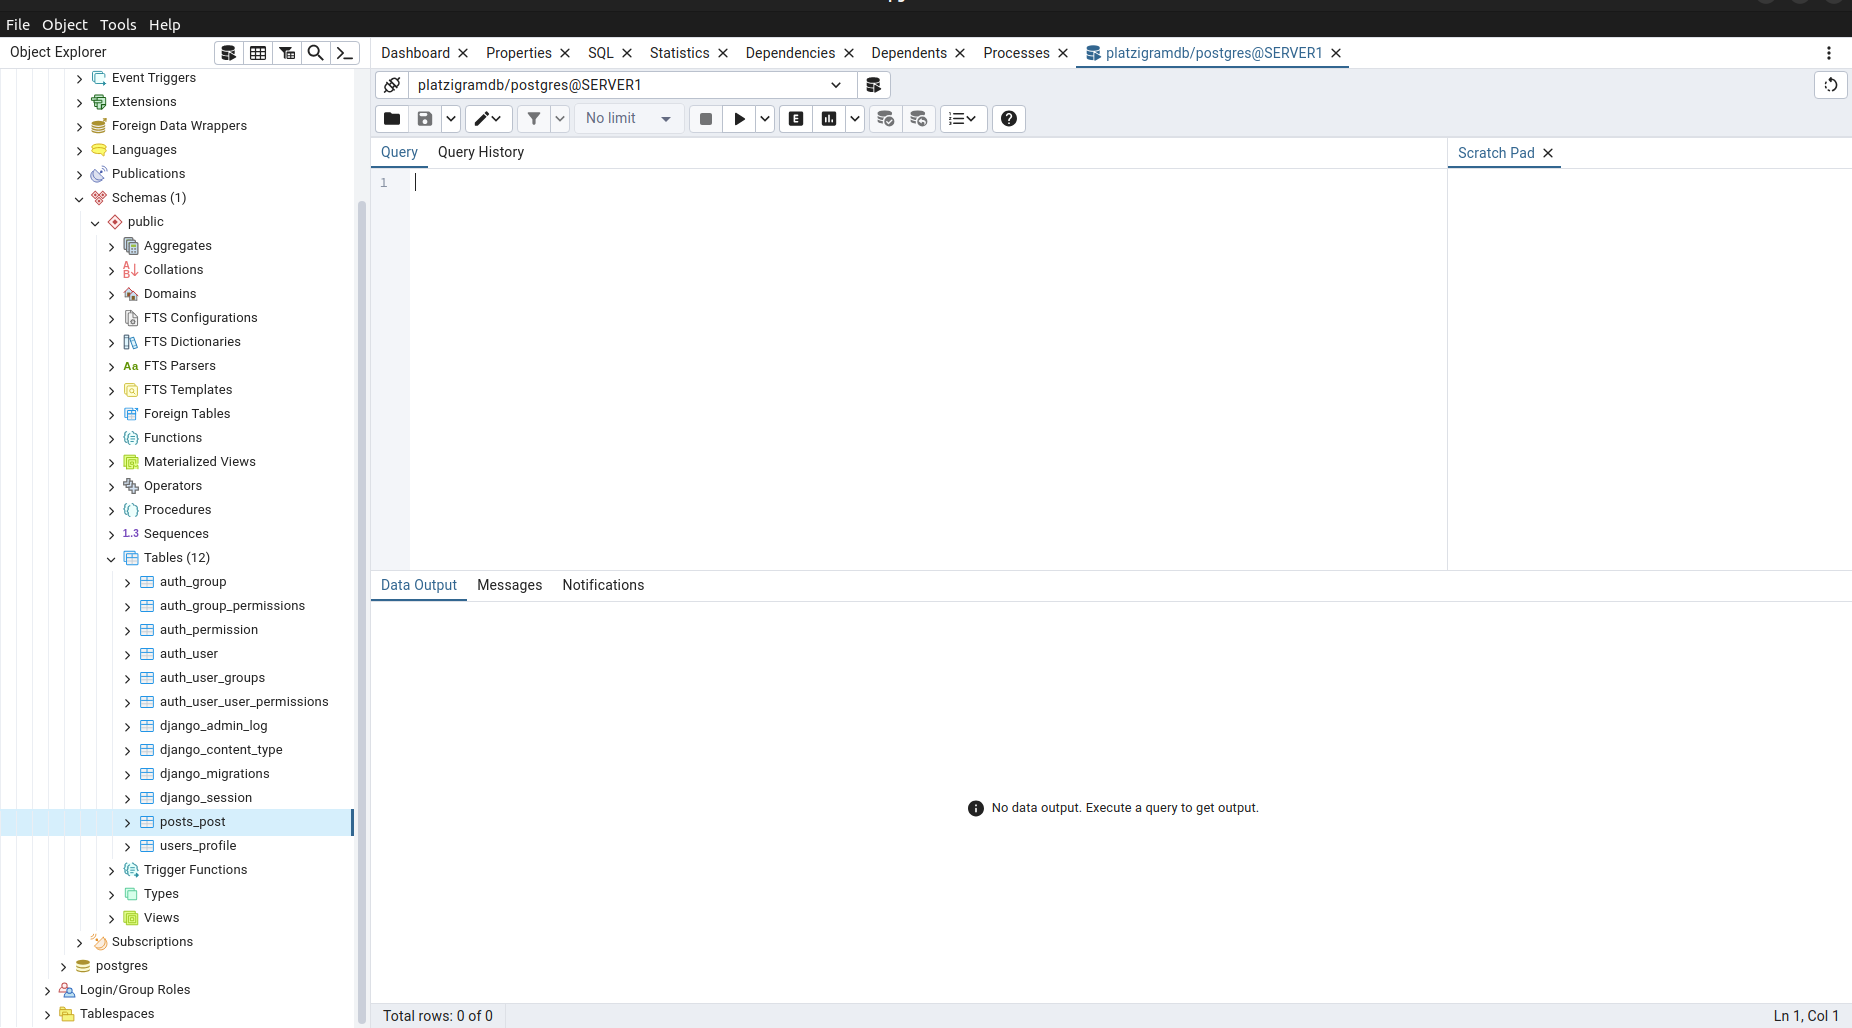 File Object Tools Help
Object Explorer
Dashboard Properties SQL Statistics Dependencies Dependents Processes platzigramdb/postgres@SERVER1
platzigramdb/postgres@SERVER1
No limit
E
Query Query History
Scratch Pad
1
Event Triggers
Extensions
Foreign Data Wrappers
Languages
Publications
Schemas (1)
public
Aggregates
Collations
Domains
FTS Configurations
FTS Dictionaries
Aa FTS Parsers
FTS Templates
Foreign Tables
Functions
Materialized Views
Operators
Procedures
1..3 Sequences
Tables (12)
auth_group
auth_group_permissions
auth_permission
auth_user
auth_user_groups
auth_user_user_permissions
django_admin_log
django_content_type
django_migrations
django_session
posts_post
users_profile
Trigger Functions
Types
Views
Subscriptions
postgres
Login/Group Roles
Tablespaces
Data Output Messages Notifications
No data output. Execute a query to get output.
Total rows: 0 of 0
Ln 1, Col 1